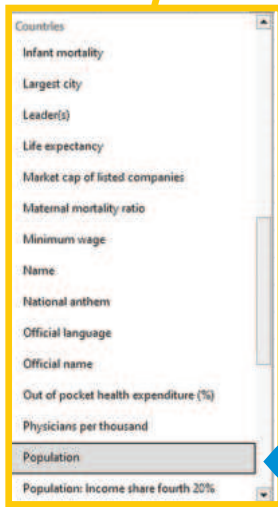 Countries
Infant mortality
Largest city
Leader(s)
Life expectancy
Market cap of listed companies
Maternal mortality ratio
Minimum wage
Name
National anthem
Official language
Official name
Out of pocket health expenditure (%)
Physicians per thousand
Population
Population: Income share fourth 20%